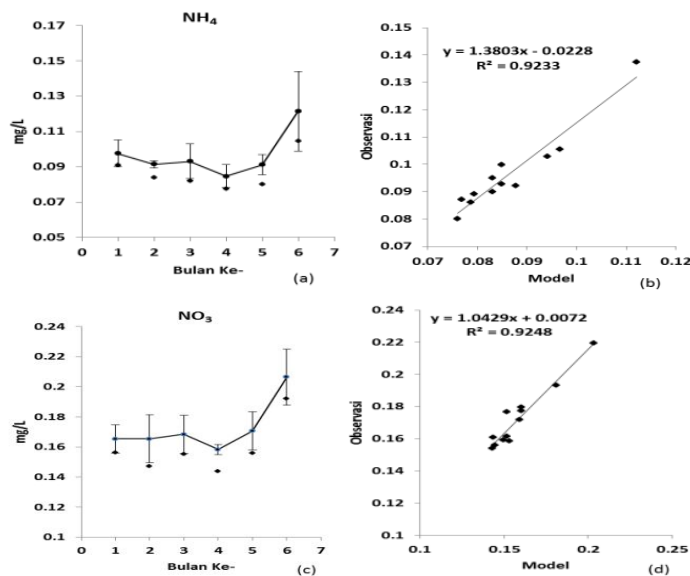 NH4
mg/L
0.17
0.15
0.13
0.11
0.09
0.07
0.05
0 1 2 3 4 5 6 7
Bulan Ke-
(a)
y = 1.3803x - 0.0228
R² = 0.9233
Observasi
0.15
0.14
0.13
0.12
0.11
0.1
0.09
0.08
0.07
0.07 0.08 0.09 0.1 0.11 0.12
Model
(b)
NO3
mg/L
0.24
0.22
0.2
0.18
0.16
0.14
0.12
0.1
0 1 2 3 4 5 6 7
Bulan Ke-
(c)
y = 1.0429x + 0.0072
R² = 0.9248
Observasi
0.24
0.22
0.2
0.18
0.16
0.14
0.12
0.1
0.1 0.15 0.2 0.25
Model
(d)